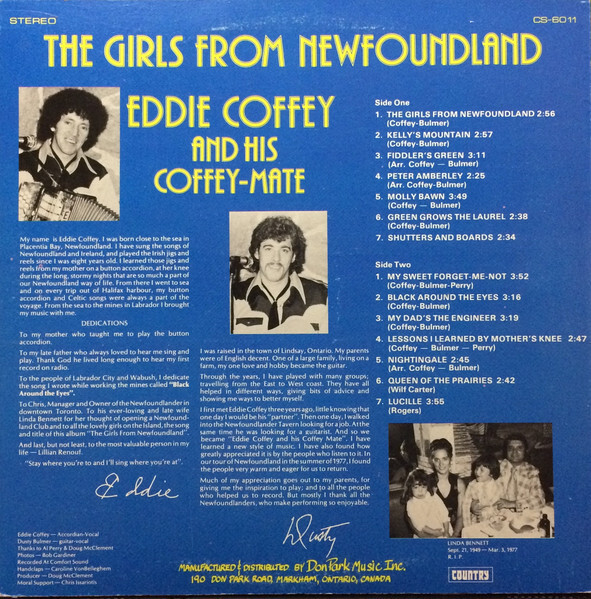 STEREO
CS-6011
THE GIRLS FROM NEWFOUNDLAND
EDDIE COFFEY
AND HIS
COFFEY-MATE
My name is Eddie Coffey. I was born close to the sea in
Placentia Bay, Newfoundland. I have sung the songs of
Newfoundland and Ireland, and played the Irish jigs and
reels since I was eight years old. I learned those jigs and
reels from my mother on a button accordion, at her knee
during the long, stormy nights that are so much a part of
our Newfoundland way of life. From there I went to sea
and on every trip out of Halifax harbour, my button
accordion and Celtic songs were always a part of the
voyage. From the sea to the mines in Labrador I brought
my music with me.
DEDICATIONS
To my mother who taught me to play the button
accordion.
To my late father who always loved to hear me sing and
play. Thank God he lived long enough to hear my first
record on radio.
To the people of Labrador City and Wabush, I dedicate
the song I wrote while working the mines called "Black
Around the Eyes".
To Chris, Manager and Owner of the Newfoundlander in
downtown Toronto. To his ever-loving and late wife
Linda Bennett for her thought of opening a Newfound-
land Club and to all the lovely girls on the Island, the song
and title of this album "The Girls From Newfoundland".
And last, but not least, to the most valuable person in my
life — Lillian Renouf.
"Stay where you're to and I'll sing where you're at".
Eddie
Eddie Coffey — Accordian-Vocal
Dusty Bulmer — guitar-vocal
Thanks to Al Perry & Doug McClement
Photos — Rob Gardiner
Recorded At Comfort Sound
Handclaps — Caroline VonBelleghem
Producer — Doug McClement
Moral Support — Chris Issarintis
I was raised in the town of Lindsay, Ontario. My parents
were of English decent. One of a large family, living on a
farm, my one love and hobby became the guitar.
Through the years, I have played with many groups;
travelling from the East to West coast. They have all
helped in different ways, giving bits of advice and
showing me ways to better myself.
I first met Eddie Coffey three years ago, little knowing that
one day I would be his "partner". Then one day, I walked
into the Newfoundlander Tavern looking for a job. At the
same time he was looking for a guitarist. And so we
became "Eddie Coffey and his Coffey Mate". I have
learned a new style of music. I have also found how
greatly appreciated it is by the people who listen to it. In
our tour of Newfoundland in the summer of 1977, I found
the people very warm and eager for us to return.
Much of my appreciation goes out to my parents, for
giving me the inspiration to play; and to all the people
who helped us to record. But mostly I thank all the
Newfoundlanders, who make performing so enjoyable.
Dusty
MANUFACTURED & DISTRIBUTED BY Don Park Music Inc.
190 DON PARK ROAD, MARKHAM, ONTARIO, CANADA
Side One
1. THE GIRLS FROM NEWFOUNDLAND 2:56
(Coffey-Bulmer)
2. KELLY'S MOUNTAIN 2:57
(Coffey-Bulmer)
3. FIDDLER'S GREEN 3:11
(Arr. Coffey — Bulmer)
4. PETER AMBERLEY 2:25
(Arr. Coffey-Bulmer)
5. MOLLY BAWN 3:49
(Coffey — Bulmer)
6. GREEN GROWS THE LAUREL 2:38
(Coffey-Bulmer)
7. SHUTTERS AND BOARDS 2:34
Side Two
1. MY SWEET FORGET-ME-NOT 3:52
(Coffey-Bulmer-Perry)
2. BLACK AROUND THE EYES 3:16
(Coffey-Bulmer)
3. MY DAD'S THE ENGINEER 3:19
(Coffey-Bulmer)
4. LESSONS I LEARNED BY MOTHER'S KNEE 2:47
(Coffey — Bulmer — Perry)
5. NIGHTINGALE 2:45
(Arr. Coffey — Bulmer)
6. QUEEN OF THE PRAIRIES 2:42
(Wilf Carter)
7. LUCILLE 3:55
(Rogers)
LINDA BENNETT
Sept. 21, 1949 — Mar. 3, 1977
R.I.P.
COUNTRY